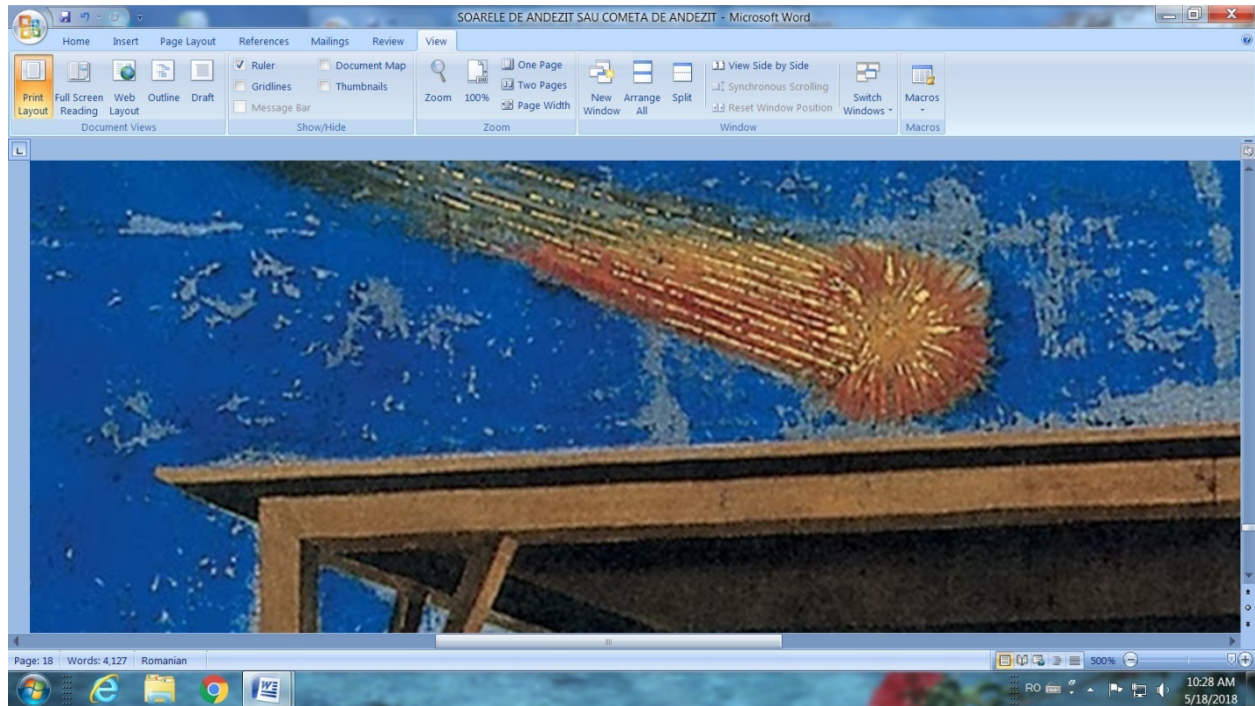 SOARELE DE ANDEZIT SAU COMETA DE ANDEZIT - Microsoft Word
Home Insert Page Layout References Mailings Review View
Print Layout
Full Screen Reading
Web Layout
Outline
Draft
Document Views
Ruler
Gridlines
Message Bar
Document Map
Thumbnails
Show/Hide
Zoom
100%
One Page
Two Pages
Page Width
Zoom
New Window
Arrange All
Split
View Side by Side
Synchronous Scrolling
Reset Window Position
Switch Windows
Window
Macros
Macros
Page: 18 Words: 4,127 Romanian
500%
RO
10:28 AM
5/18/2018